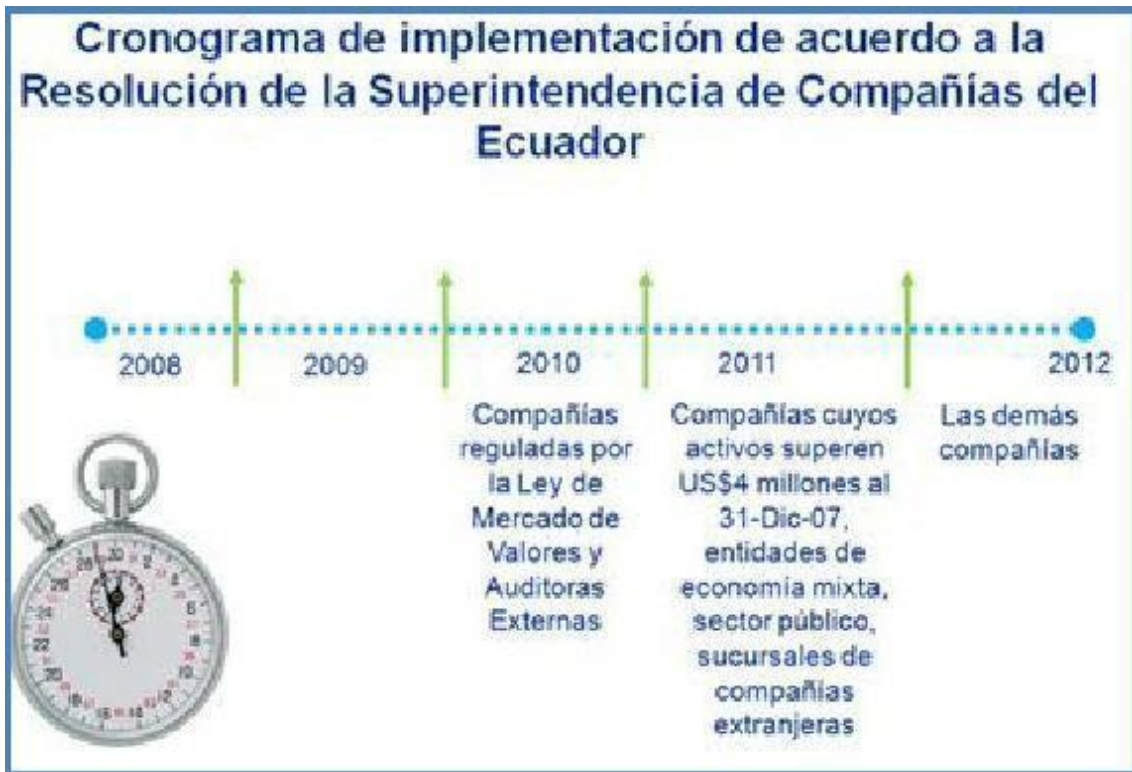 Cronograma de implementación de acuerdo a la
Resolución de la Superintendencia de Compañías del
Ecuador
2008
2009
2010
2011
2012
Compañías
reguladas por
la Ley de
Mercado de
Valores y
Auditoras
Externas
Compañías cuyos
activos superen
US$4 millones al
31-Dic-07,
entidades de
economía mixta,
sector público,
sucursales de
compañías
extranjeras
Las demás
compañías